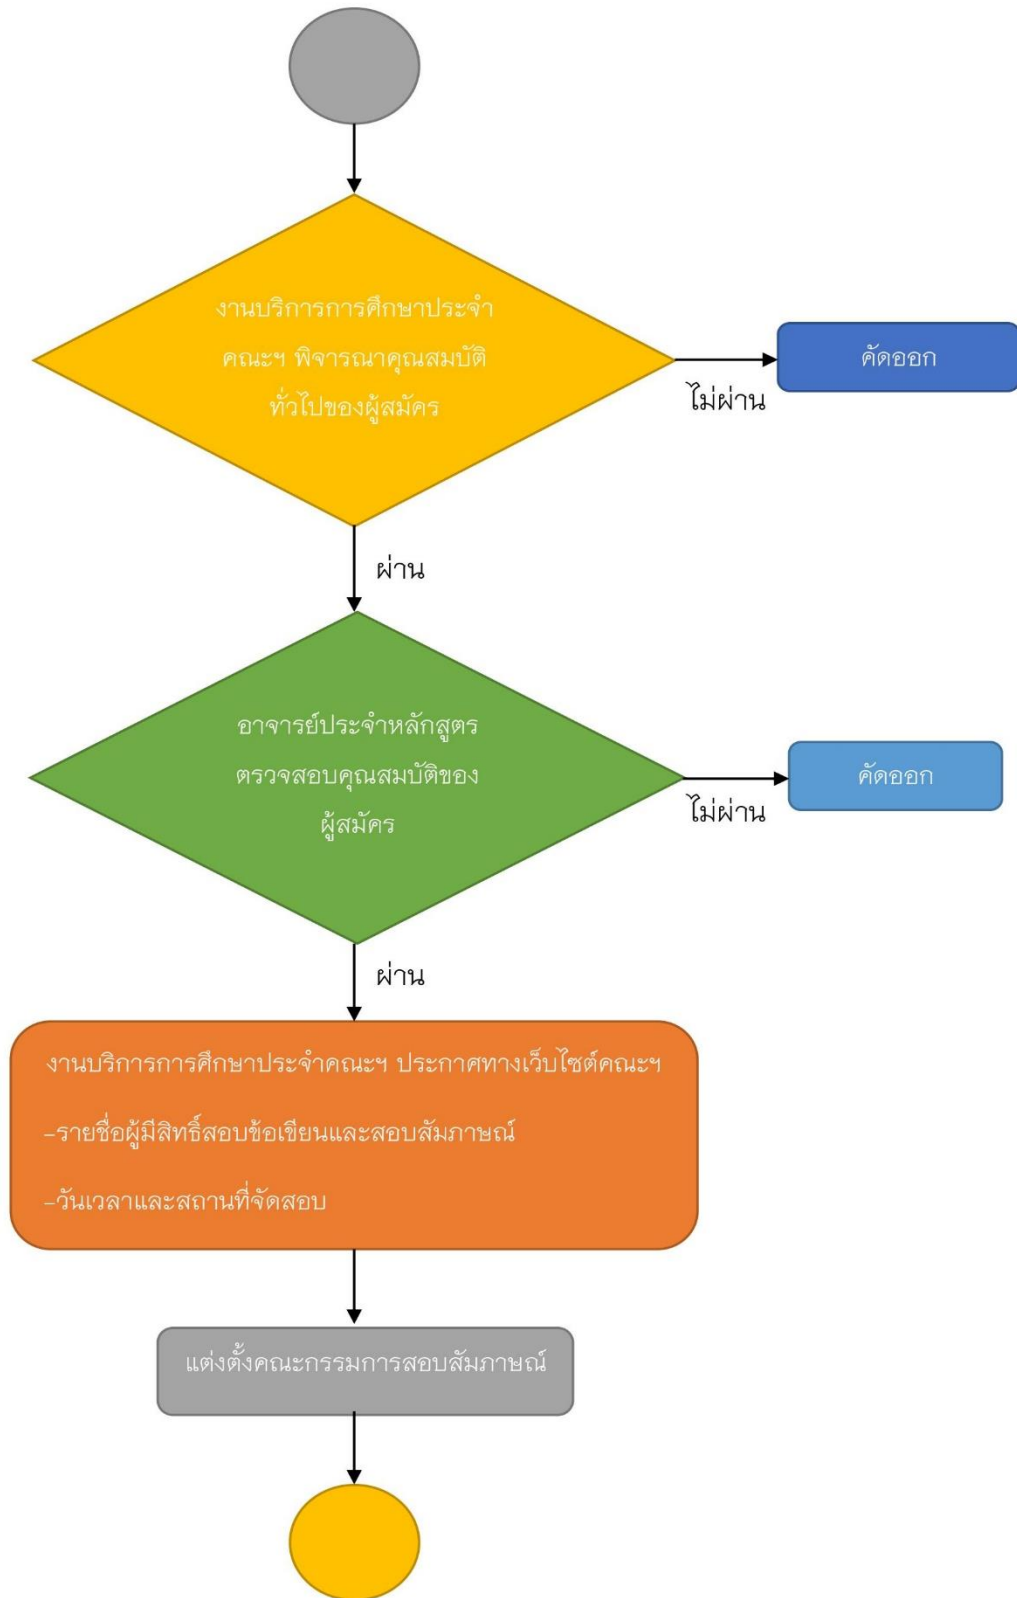 งานบริการการศึกษาประจำ
คณะฯ พิจารณาคุณสมบัติ
ทั่วไปของผู้สมัคร
คัดออก
ไม่ผ่าน
ผ่าน
อาจารย์ประจำหลักสูตร
ตรวจสอบคุณสมบัติของ
ผู้สมัคร
คัดออก
ไม่ผ่าน
ผ่าน
งานบริการการศึกษาประจำคณะฯ ประกาศทางเว็บไซต์คณะฯ
-รายชื่อผู้มีสิทธิ์สอบข้อเขียนและสอบสัมภาษณ์
-วันเวลาและสถานที่จัดสอบ
แต่งตั้งคณะกรรมการสอบสัมภาษณ์